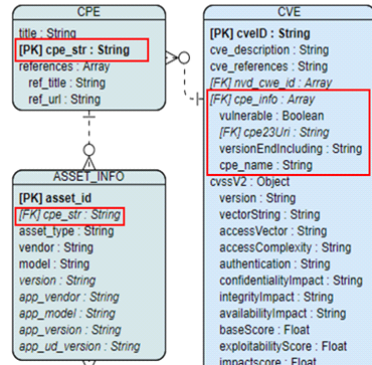 CPE
title : String
[PK] cpe_str : String
references : Array
ref_title : String
ref_url : String
ASSET_INFO
[PK] asset_id
[FK] cpe_str : String
asset_type : String
vendor : String
model : String
version : String
app_vendor : String
app_model : String
app_version : String
app_ud_version : String
CVE
[PK] cveID : String
cve_description : String
cve_references : String
[FK] nvd_cwe_id : Array
[FK] cpe_info : Array
vulnerable : Boolean
[FK] cpe23Uri : String
versionEndIncluding : String
cpe_name : String
cvssV2 : Object
version : String
vectorString : String
accessVector : String
accessComplexity : String
authentication : String
confidentialityImpact : String
integrityImpact : String
availabilityImpact : String
baseScore : Float
exploitabilityScore : Float
impactscore : Float